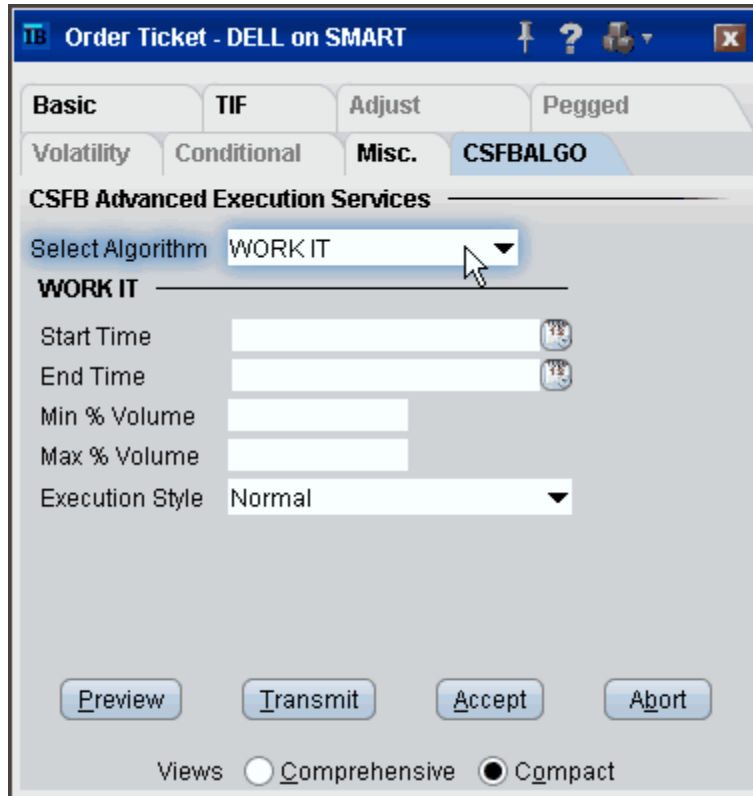 TB Order Ticket - DELL on SMART ?
Basic TIF Adjust Pegged
Volatility Conditional Misc. CSFBALGO
CSFB Advanced Execution Services
Select Algorithm WORK IT
WORK IT
Start Time
End Time
Min % Volume
Max % Volume
Execution Style Normal
Preview Transmit Accept Abort
Views Comprehensive Compact